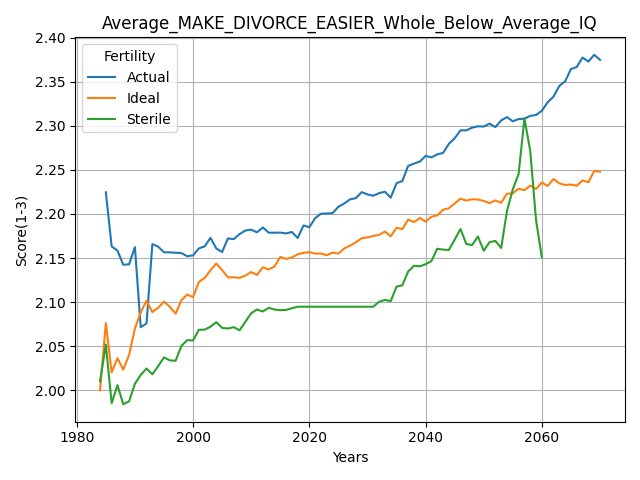 Average_MAKE_DIVORCE_EASIER_Whole_Below_Average_IQ
2.40
2.35
2.30
2.25
2.20
2.15
2.10
2.05
2.00
Score(1-3)
Fertility
Actual
Ideal
Sterile
1980
2000
2020
2040
2060
Years